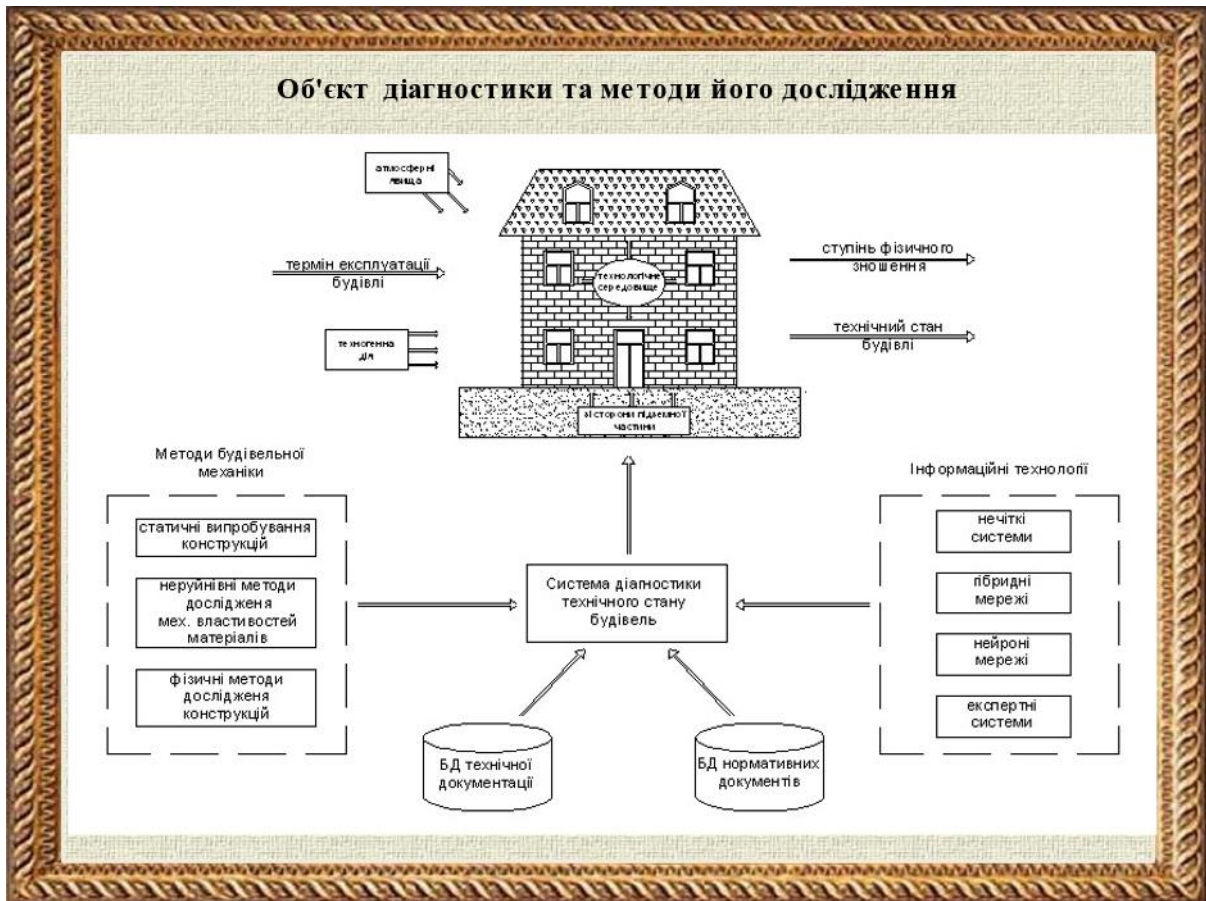 Об'єкт діагностики та методи його дослідження
атмосферні
явища
термін експлуатації
будівлі
техногенна
дія
технологічне
середовище
зі сторони підземної
частини
ступінь фізичного
зношення
технічний стан
будівлі
Методи будівельної
механіки
статичні випробування
конструкцій
неруйнівні методи
дослідженя
мех. властивостей
матеріалів
фізичні методи
дослідженя
конструкцій
Система діагностики
технічного стану
будівель
БД технічної
документації
БД нормативних
документів
Інформаційні технології
нечіткі
системи
гібридні
мережі
нейроні
мережі
експертні
системи